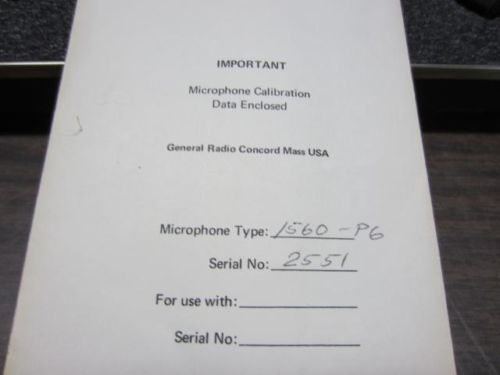 IMPORTANT
Microphone Calibration
Data Enclosed
General Radio Concord Mass USA
Microphone Type: 1560-P6
Serial No: 2551
For use with:
Serial No: